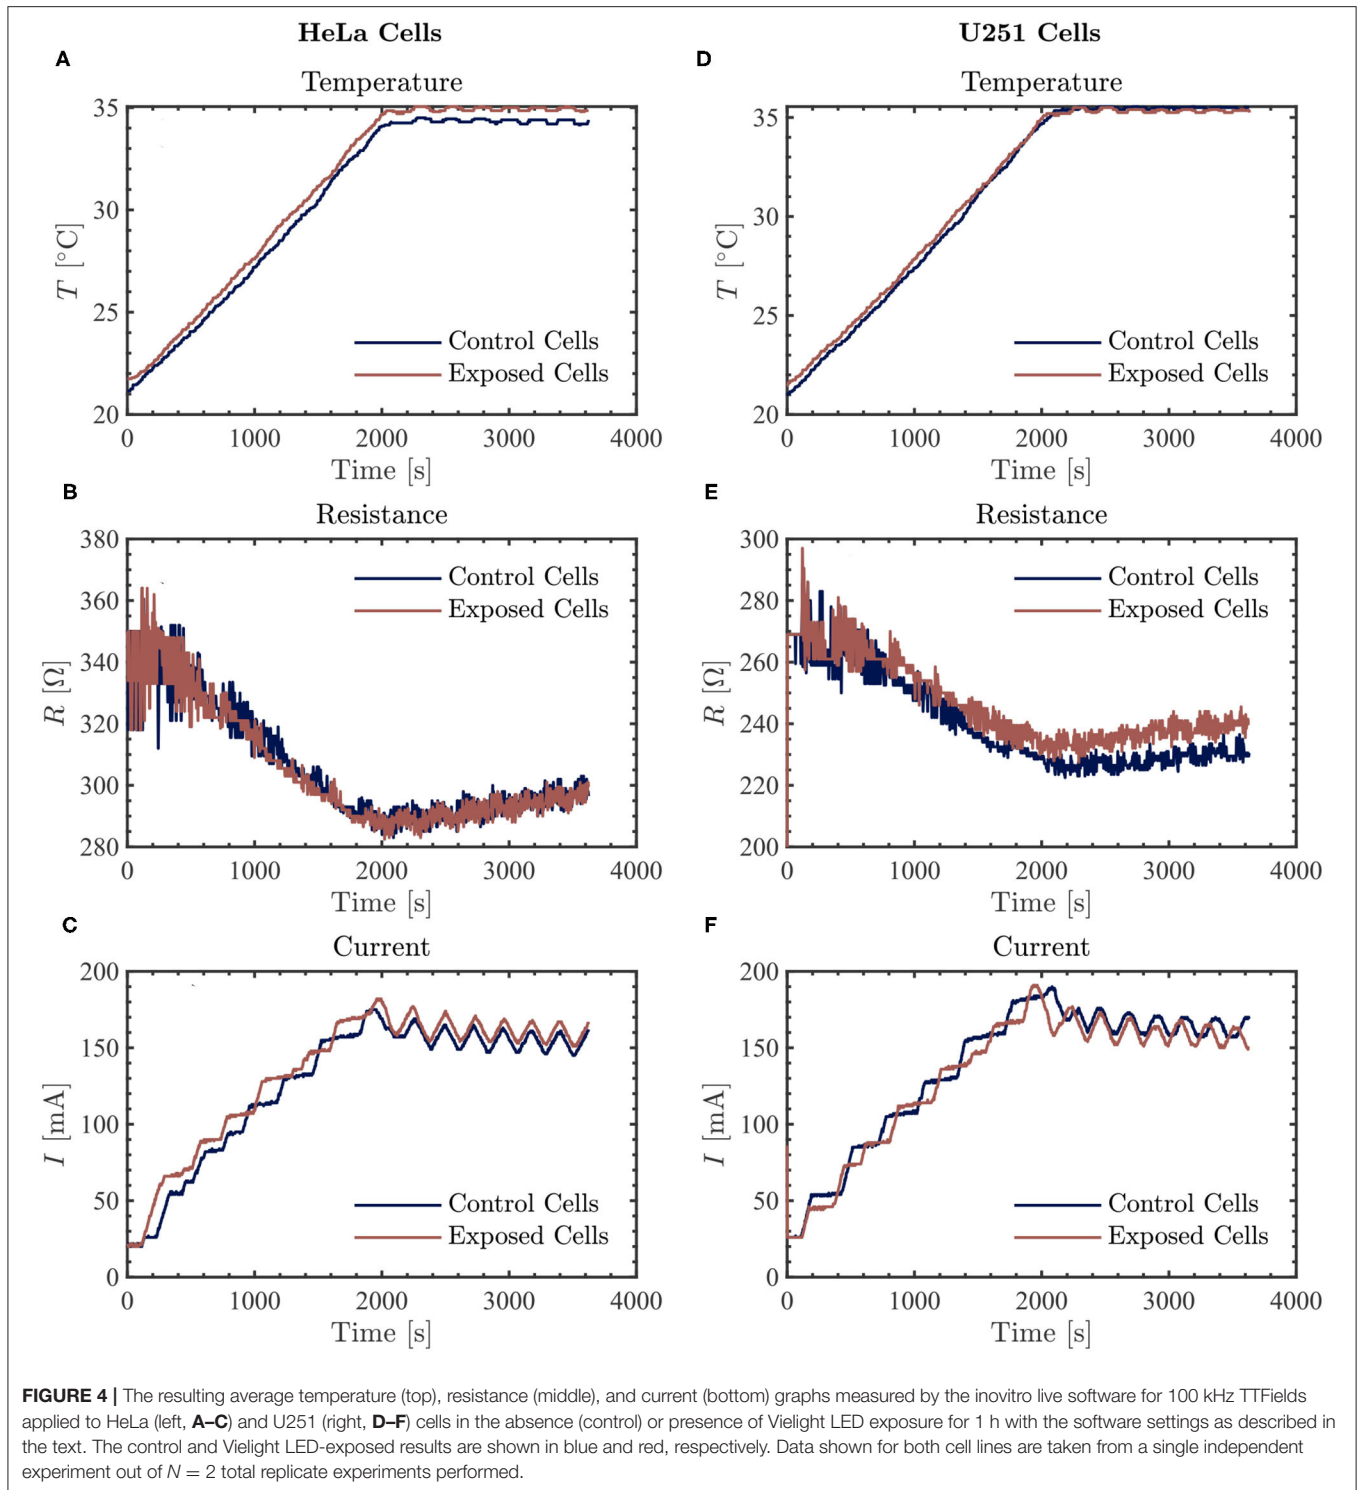 HeLa Cells
U251 Cells
A
Temperature
35
30
25
20
T [°C]
Control Cells
Exposed Cells
0
1000
2000
3000
4000
Time [s]
B
Resistance
380
360
340
320
300
280
R [Ω]
Control Cells
Exposed Cells
0
1000
2000
3000
4000
Time [s]
C
Current
200
150
100
50
0
I [mA]
Control Cells
Exposed Cells
0
1000
2000
3000
4000
Time [s]
D
Temperature
35
30
25
20
T [°C]
Control Cells
Exposed Cells
0
1000
2000
3000
4000
Time [s]
E
Resistance
300
280
260
240
220
200
R [Ω]
Control Cells
Exposed Cells
0
1000
2000
3000
4000
Time [s]
F
Current
200
150
100
50
0
I [mA]
Control Cells
Exposed Cells
0
1000
2000
3000
4000
Time [s]
FIGURE 4 | The resulting average temperature (top), resistance (middle), and current (bottom) graphs measured by the inovitro live software for 100 kHz TTFields
applied to HeLa (left, A–C) and U251 (right, D–F) cells in the absence (control) or presence of Vielight LED exposure for 1 h with the software settings as described in
the text. The control and Vielight LED-exposed results are shown in blue and red, respectively. Data shown for both cell lines are taken from a single independent
experiment out of N = 2 total replicate experiments performed.